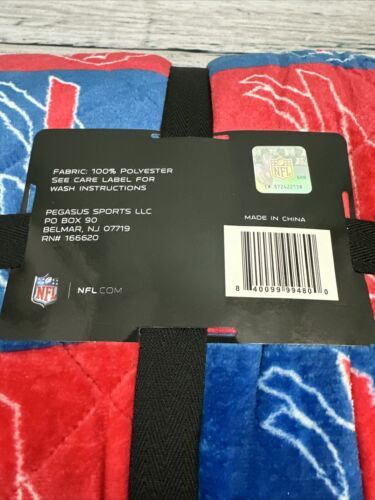 FABRIC: 100% POLYESTER
SEE CARE LABEL FOR
WASH INSTRUCTIONS
PEGASUS SPORTS LLC
PO BOX 90
BELMAR, NJ 07719
RN# 166620
NFL
NFL.COM
NFL
MADE IN CHINA
8 40099 99480 0